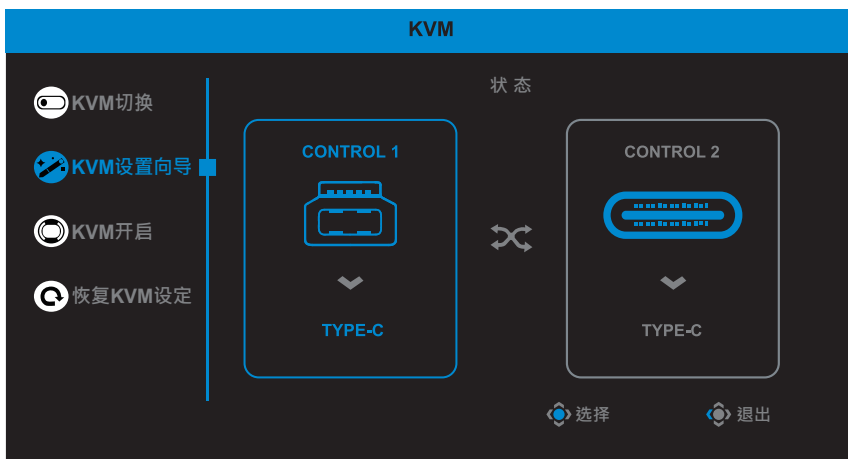 KVM
KVM切换
KVM设置向导
KVM开启
恢复KVM设定
状 态
CONTROL 1
TYPE-C
CONTROL 2
TYPE-C
选择
退出